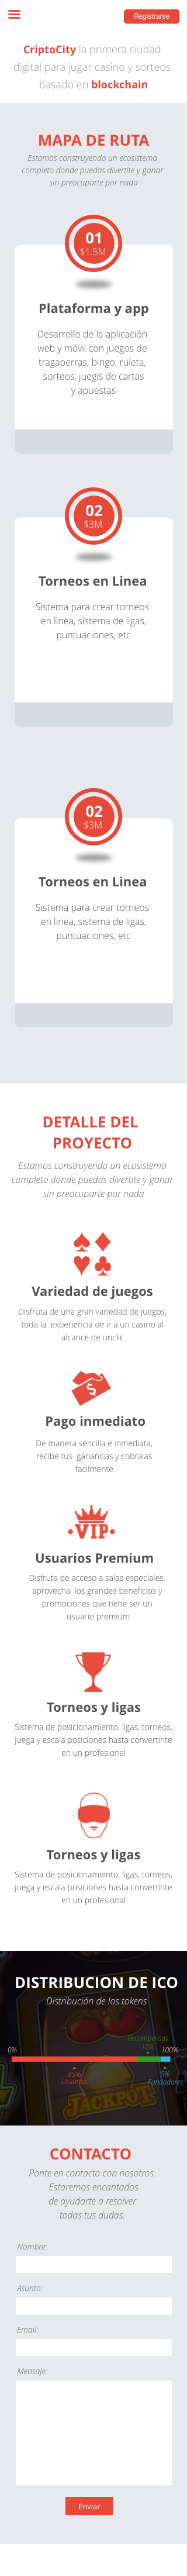 Registrarse
CriptoCity la primera ciudad
digital para jugar casino y sorteos
basado en blockchain
MAPA DE RUTA
Estamos construyendo un ecosistema
completo donde puedas divertite y ganar
sin preocuparte por nada
01
$1.5M
Plataforma y app
Desarrollo de la aplicación
web y móvil con juegos de
tragaperras, bingo, ruleta,
sorteos, juegis de cartas
y apuestas
02
$3M
Torneos en Linea
Sistema para crear torneos
en linea, sistema de ligas,
puntuaciones, etc
02
$3M
Torneos en Linea
Sistema para crear torneos
en linea, sistema de ligas,
puntuaciones, etc
DETALLE DEL
PROYECTO
Estamos construyendo un ecosistema
completo donde puedas divertite y ganar
sin preocuparte por nada
Variedad de juegos
Disfruta de una gran variedad de juegos,
toda la experiencia de ir a un casino al
alcance de unclic.
$
Pago inmediato
De manera sencilla e inmediata,
recibe tus ganancias y cobralas
facilmente.
VIP
Usuarios Premium
Disfruta de acceso a salas especiales.
aprovecha los grandes beneficios y
promociones que tiene ser un
usuario premium
Torneos y ligas
Sistema de posicionamiento, ligas, torneos,
juega y escala posiciones hasta convertirte
en un profesional
Torneos y ligas
Sistema de posicionamiento, ligas, torneos,
juega y escala posiciones hasta convertirte
en un profesional
DISTRIBUCION DE ICO
Distribución de los tokens
Recompensas
0% 10% 100%
85% 5%
Usuarios Fundadores
JACKPOT
CONTACTO
Ponte en contacto con nosotros.
Estaremos encantados
de ayudarte a resolver
todas tus dudas.
Nombre:
Asunto:
Email:
Mensaje:
Enviar